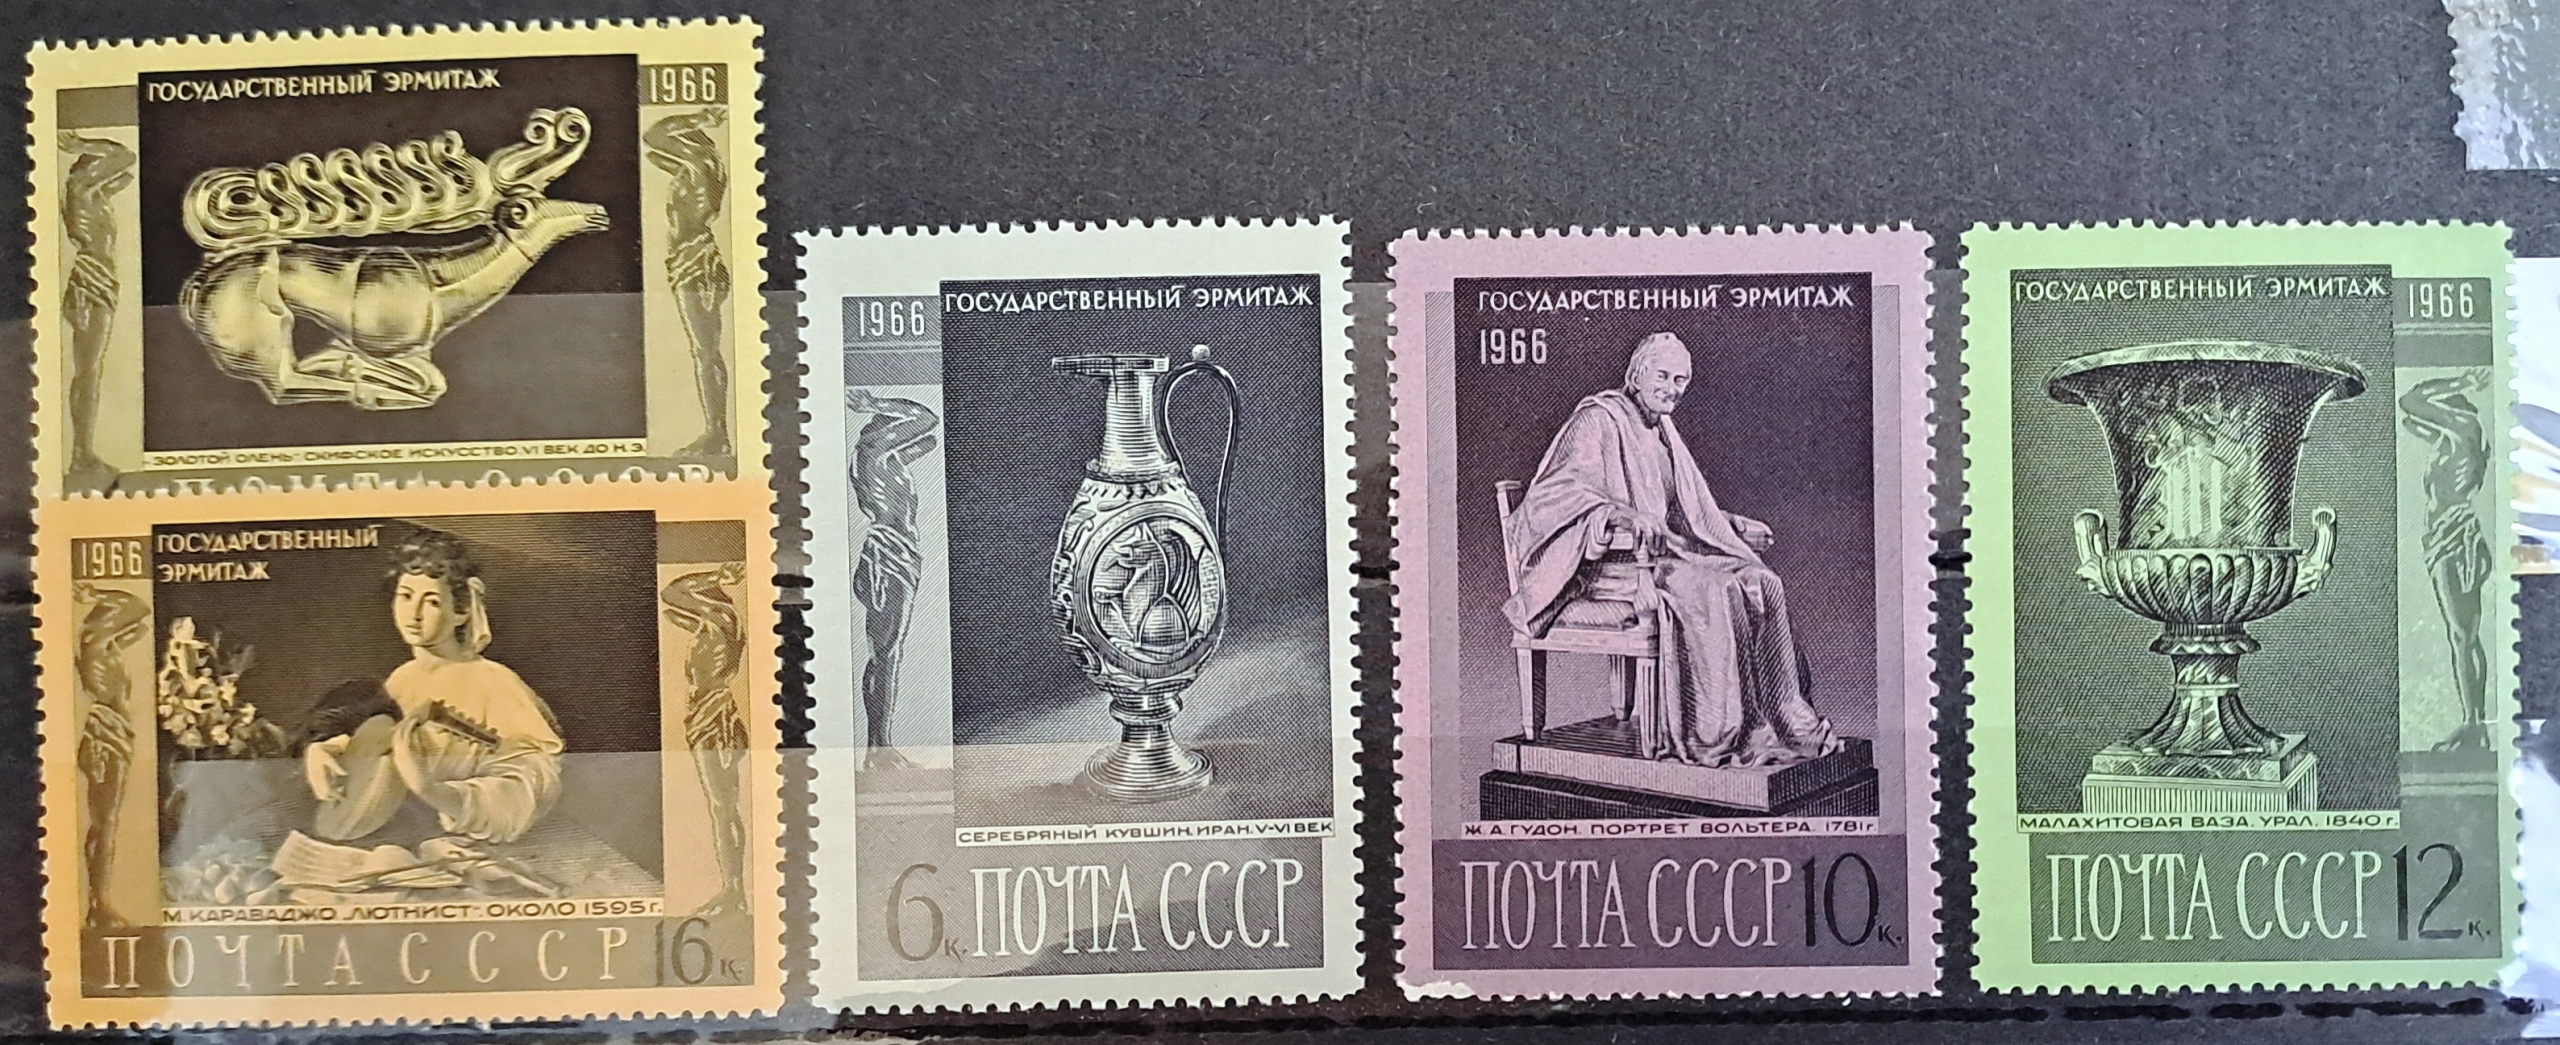 ГОСУДАРСТВЕННЫЙ ЭРМИТАЖ
1966
„ЗОЛОТОЙ ОЛЕНЬ" СКИФСКОЕ ИСКУССТВО. VI ВЕК ДО Н.Э.
1966
ГОСУДАРСТВЕННЫЙ
ЭРМИТАЖ
М. КАРАВАДЖО „ЛЮТНИСТ". ОКОЛО 1595 г.
ПОЧТА СССР 16 к.
1966
ГОСУДАРСТВЕННЫЙ ЭРМИТАЖ
СЕРЕБРЯНЫЙ КУВШИН. ИРАН. V-VI ВЕК
6 к. ПОЧТА СССР
ГОСУДАРСТВЕННЫЙ ЭРМИТАЖ
1966
Ж. А. ГУДОН. ПОРТРЕТ ВОЛЬТЕРА. 1781 г.
ПОЧТА СССР 10 к.
ГОСУДАРСТВЕННЫЙ ЭРМИТАЖ
1966
МАЛАХИТОВАЯ ВАЗА. УРАЛ. 1840 г.
ПОЧТА СССР 12 к.